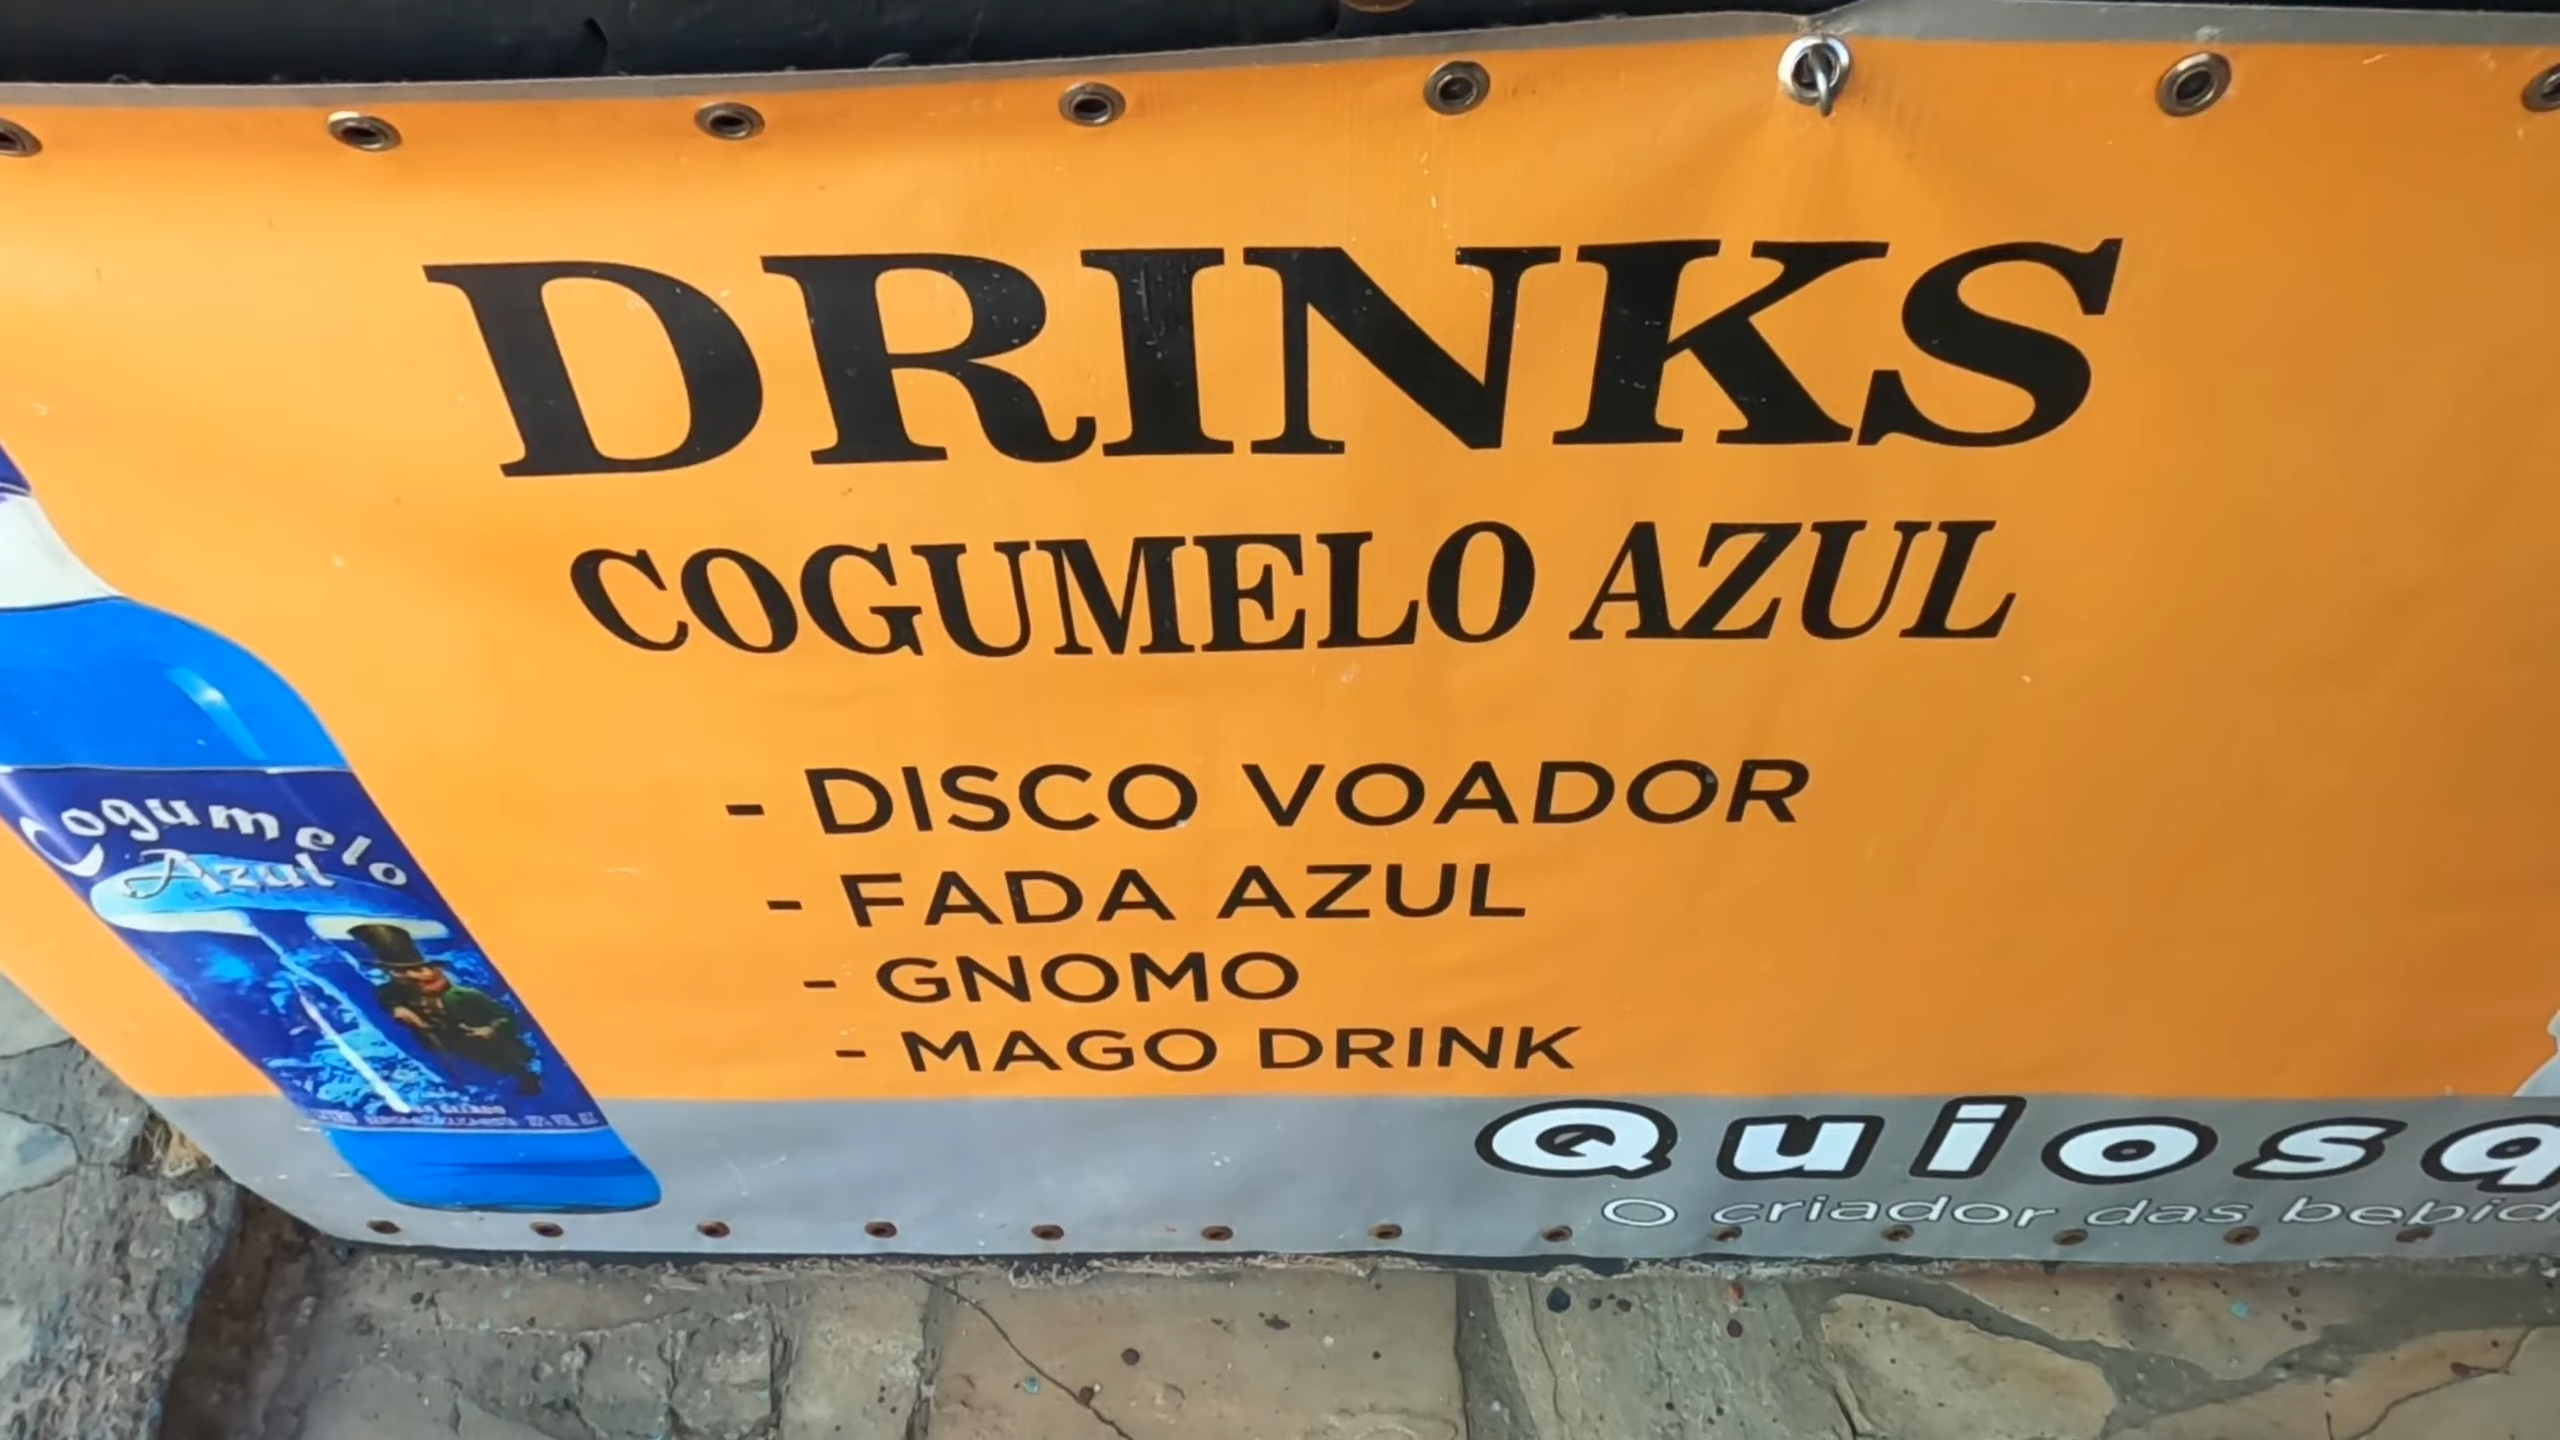 DRINKS
COGUMELO AZUL
- DISCO VOADOR
- FADA AZUL
- GNOMO
- MAGO DRINK
Cogumelo
Azul
Quiosq
O criador das bebid